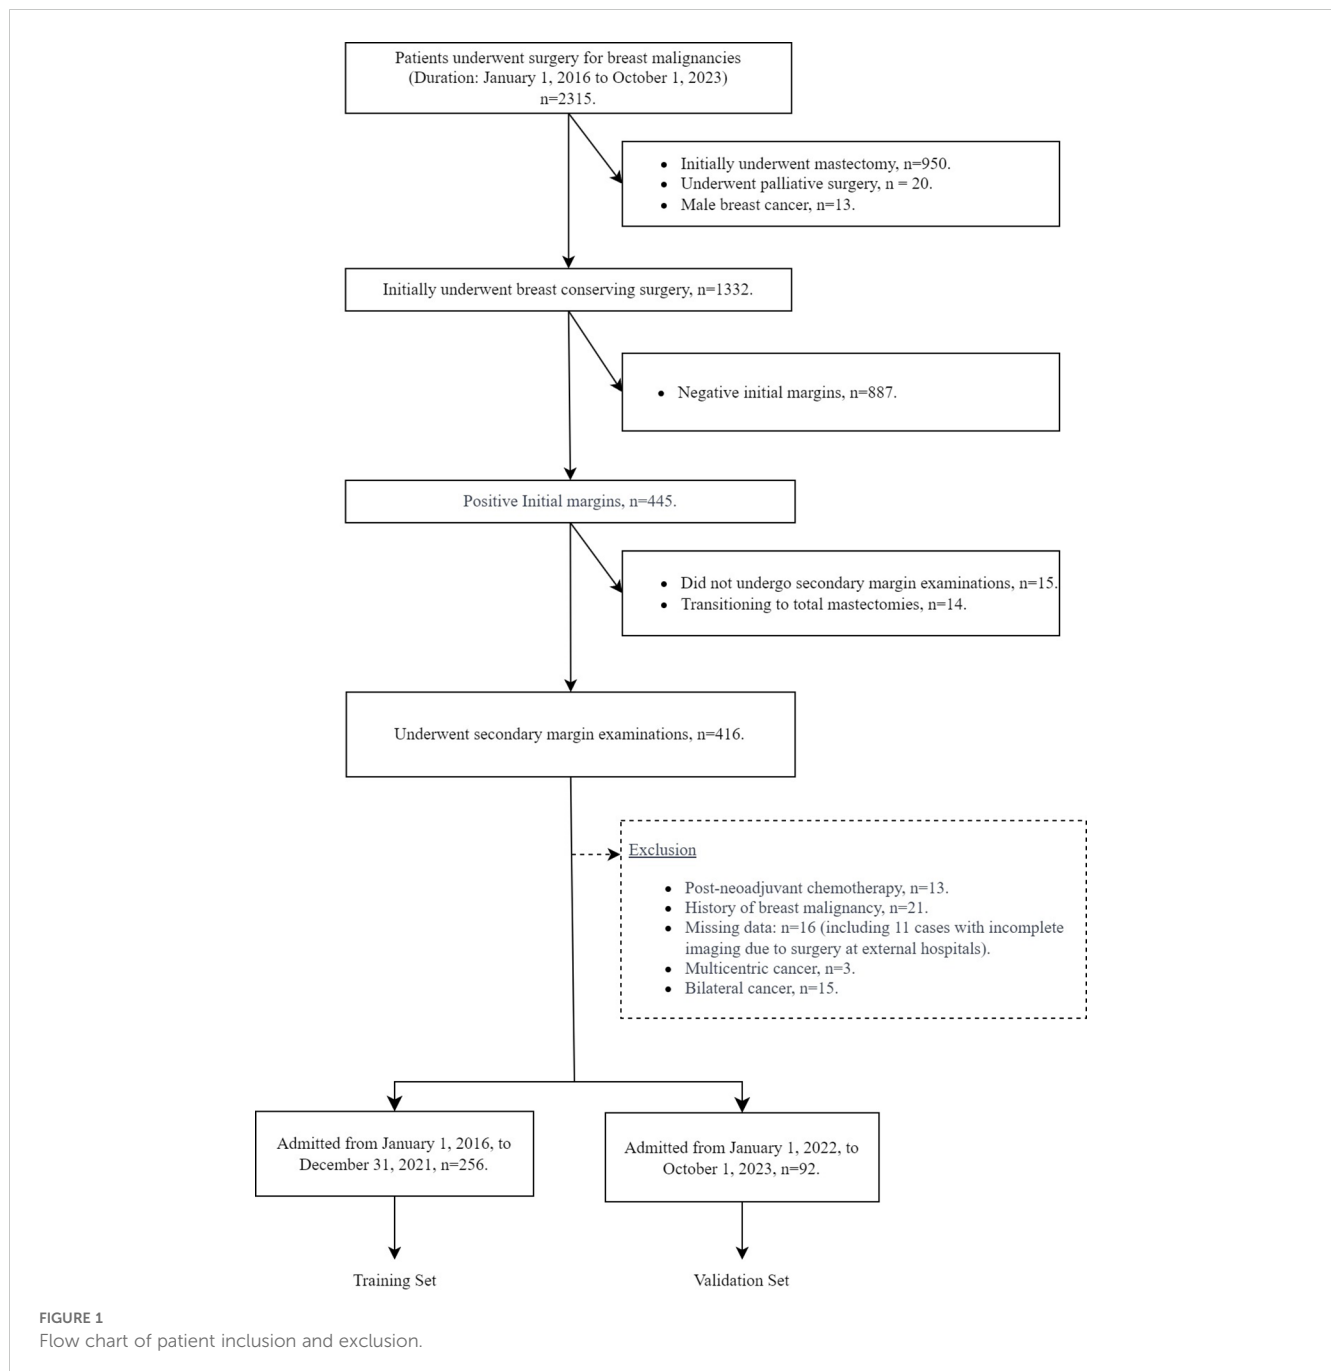 Patients underwent surgery for breast malignancies
(Duration: January 1, 2016 to October 1, 2023)
n=2315.
• Initially underwent mastectomy, n=950.
• Underwent palliative surgery, n = 20.
• Male breast cancer, n=13.
Initially underwent breast conserving surgery, n=1332.
• Negative initial margins, n=887.
Positive Initial margins, n=445.
• Did not undergo secondary margin examinations, n=15.
• Transitioning to total mastectomies, n=14.
Underwent secondary margin examinations, n=416.
Exclusion
• Post-neoadjuvant chemotherapy, n=13.
• History of breast malignancy, n=21.
• Missing data: n=16 (including 11 cases with incomplete
imaging due to surgery at external hospitals).
• Multicentric cancer, n=3.
• Bilateral cancer, n=15.
Admitted from January 1, 2016, to
December 31, 2021, n=256.
Admitted from January 1, 2022, to
October 1, 2023, n=92.
Training Set
Validation Set
FIGURE 1
Flow chart of patient inclusion and exclusion.